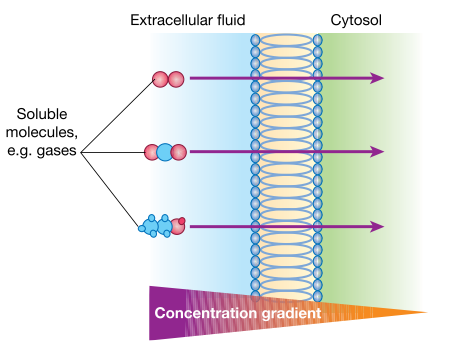 Extracellular fluid
Cytosol
Soluble
molecules,
e.g. gases
Concentration gradient